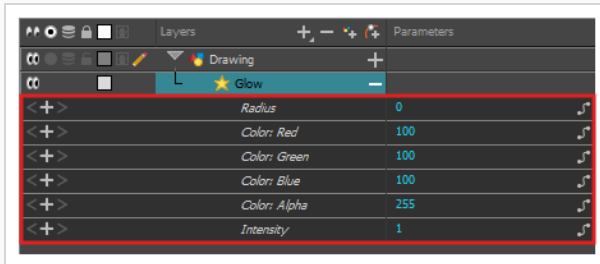 Layers Parameters
Drawing
Glow
Radius 0
Color: Red 100
Color: Green 100
Color: Blue 100
Color: Alpha 255
Intensity 1